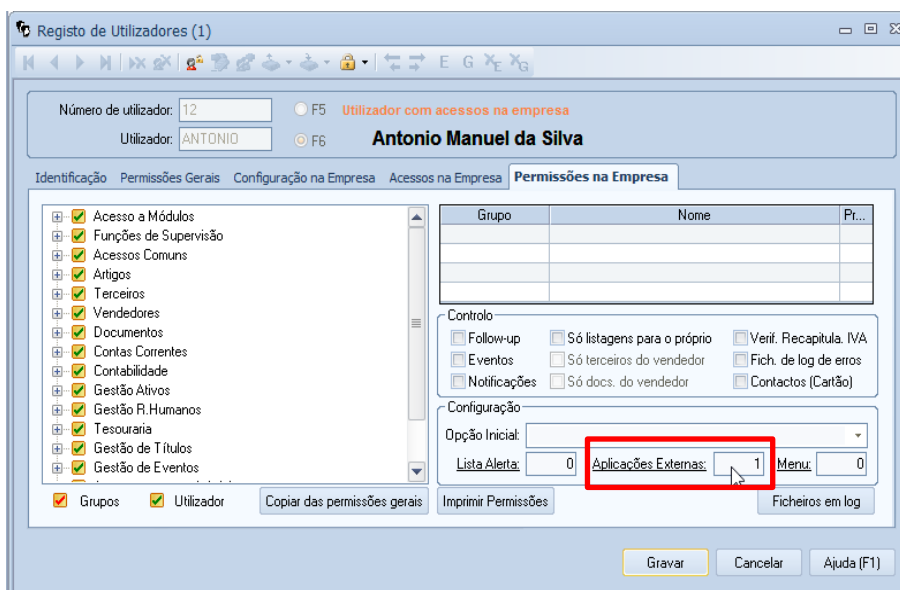 Registo de Utilizadores (1)
E G XE XG
Número de utilizador: 12 F5 Utilizador com acessos na empresa
Utilizador: ANTONIO F6 Antonio Manuel da Silva
Identificação Permissões Gerais Configuração na Empresa Acessos na Empresa Permissões na Empresa
Acesso a Módulos
Funções de Supervisão
Acessos Comuns
Artigos
Terceiros
Vendedores
Documentos
Contas Correntes
Contabilidade
Gestão Ativos
Gestão R.Humanos
Tesouraria
Gestão de Títulos
Gestão de Eventos
Grupos Utilizador Copiar das permissões gerais
Grupo Nome Pr...
Controlo
Follow-up Só listagens para o próprio Verif. Recapitula. IVA
Eventos Só terceiros do vendedor Fich. de log de erros
Notificações Só docs. do vendedor Contactos (Cartão)
Configuração
Opção Inicial:
Lista Alerta: 0 Aplicações Externas: 1 Menu: 0
Imprimir Permissões Ficheiros em log
Gravar Cancelar Ajuda (F1)